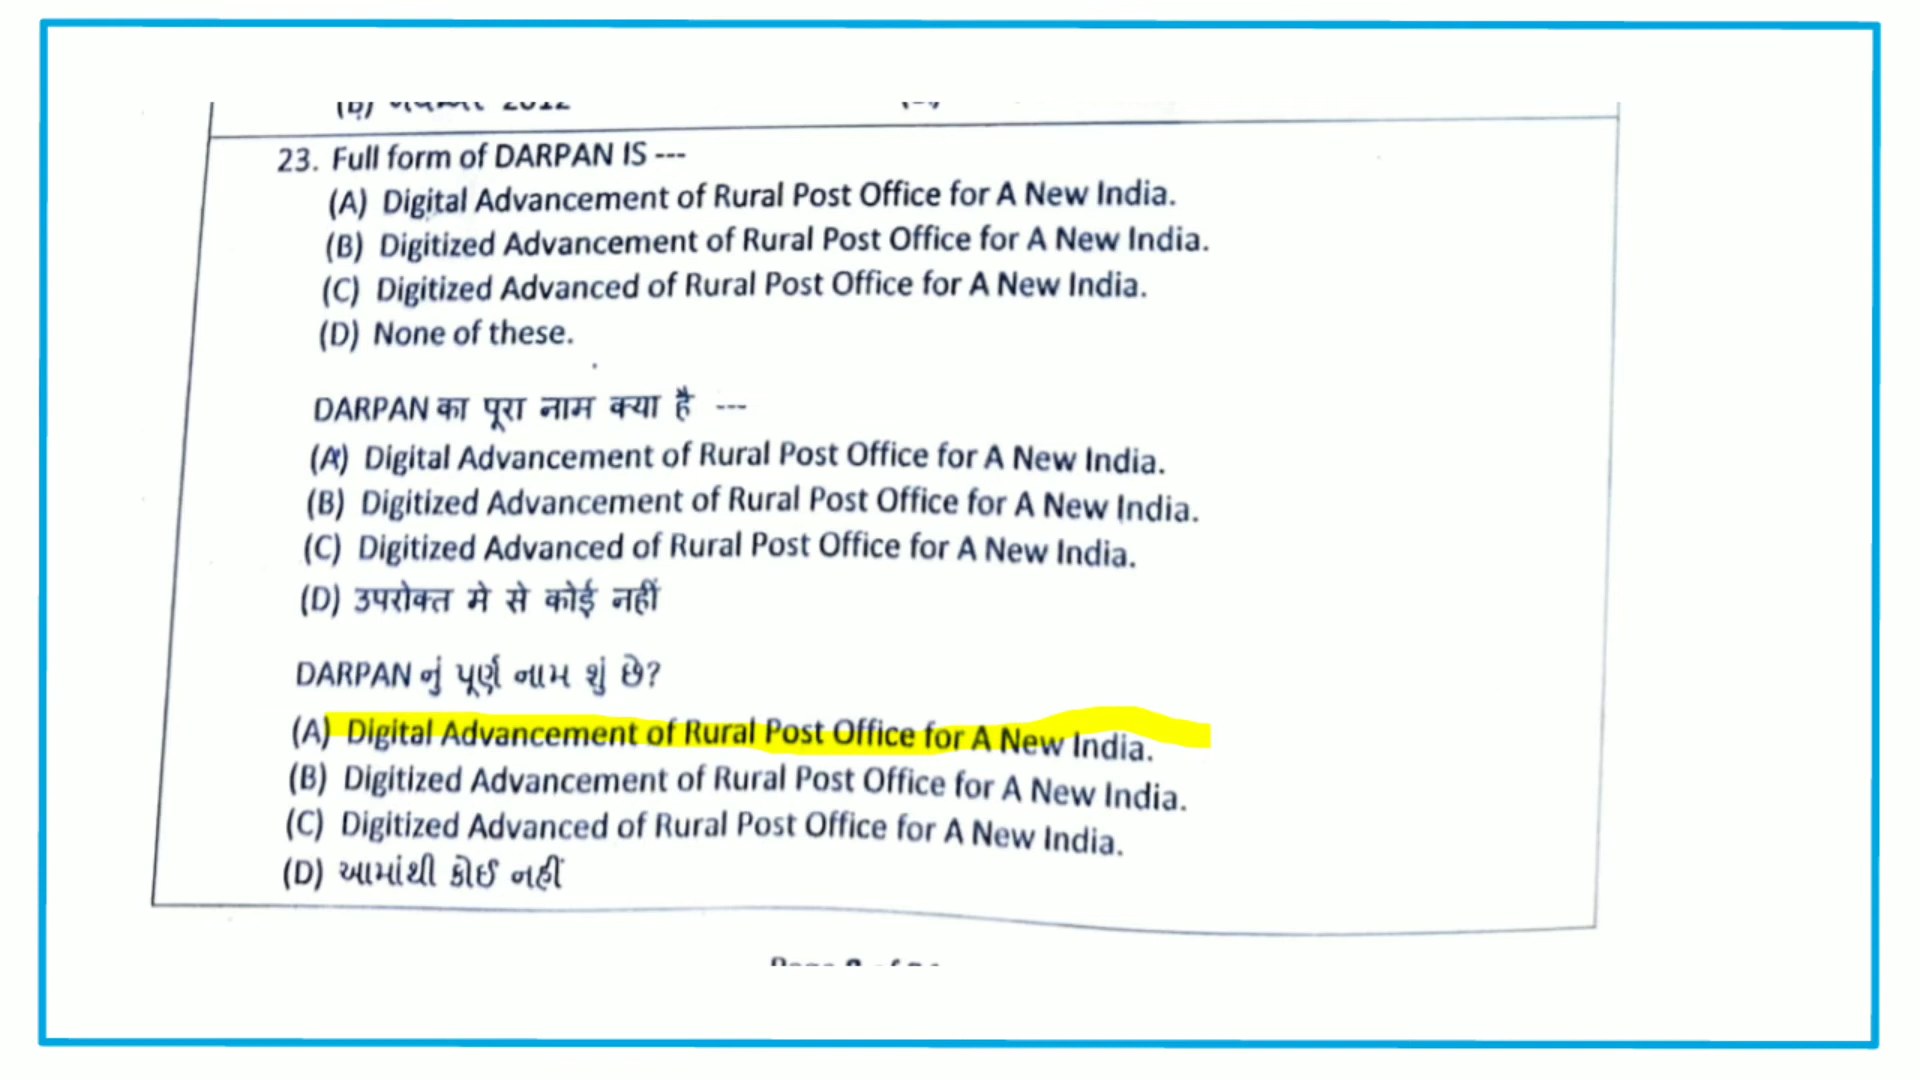 23. Full form of DARPAN IS ---
(A) Digital Advancement of Rural Post Office for A New India.
(B) Digitized Advancement of Rural Post Office for A New India.
(C) Digitized Advanced of Rural Post Office for A New India.
(D) None of these.
DARPAN का पूरा नाम क्या है ---
(A) Digital Advancement of Rural Post Office for A New India.
(B) Digitized Advancement of Rural Post Office for A New India.
(C) Digitized Advanced of Rural Post Office for A New India.
(D) उपरोक्त मे से कोई नहीं
DARPAN નું પૂર્ણ નામ શું છે?
(A) Digital Advancement of Rural Post Office for A New India.
(B) Digitized Advancement of Rural Post Office for A New India.
(C) Digitized Advanced of Rural Post Office for A New India.
(D) આમાંથી કોઈ નહીં